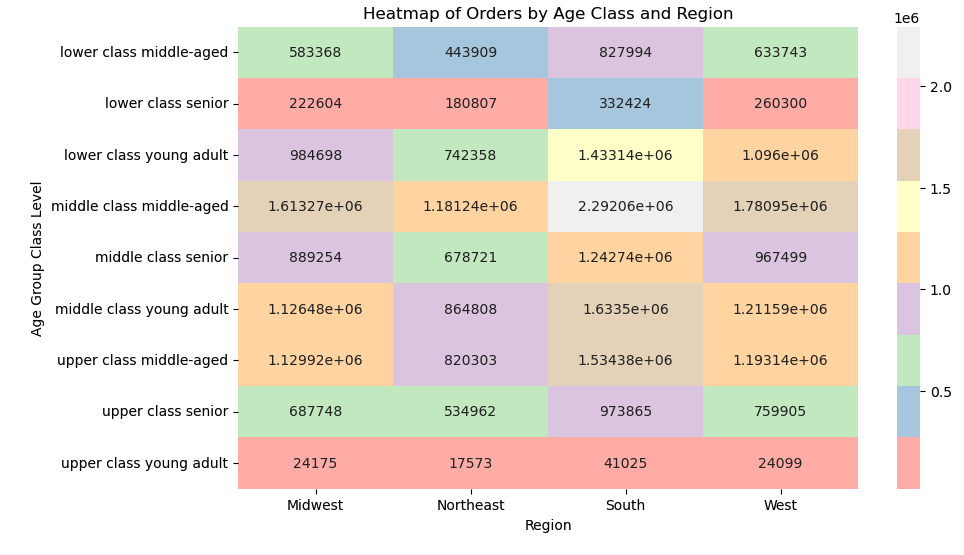 Heatmap of Orders by Age Class and Region
1e6
lower class middle-aged 583368 443909 827994 633743
2.0
lower class senior 222604 180807 332424 260300
lower class young adult 984698 742358 1.43314e+06 1.096e+06
1.5
middle class middle-aged 1.61327e+06 1.18124e+06 2.29206e+06 1.78095e+06
middle class senior 889254 678721 1.24274e+06 967499
1.0
middle class young adult 1.12648e+06 864808 1.6335e+06 1.21159e+06
upper class middle-aged 1.12992e+06 820303 1.53438e+06 1.19314e+06
0.5
upper class senior 687748 534962 973865 759905
upper class young adult 24175 17573 41025 24099
Midwest Northeast South West
Region
Age Group Class Level